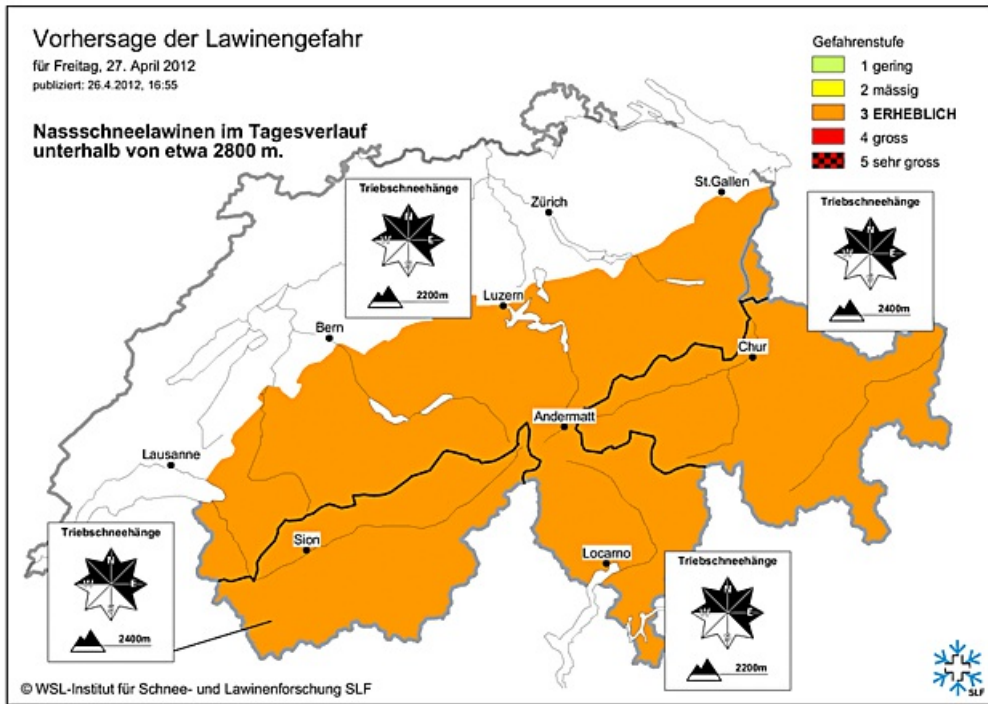 Vorhersage der Lawinengefahr
für Freitag, 27. April 2012
publiziert: 26.4.2012, 16:55
Nassschneelawinen im Tagesverlauf
unterhalb von etwa 2800 m.
Gefahrenstufe
1 gering
2 mässig
3 ERHEBLICH
4 gross
5 sehr gross
Triebschneehänge
N
W
E
S
2200m
Zürich
St.Gallen
Triebschneehänge
N
W
E
S
2400m
Luzern
Bern
Chur
Andermatt
Lausanne
Sion
Locarno
Triebschneehänge
N
W
E
S
2400m
Triebschneehänge
N
W
E
S
2200m
© WSL-Institut für Schnee- und Lawinenforschung SLF
SLF